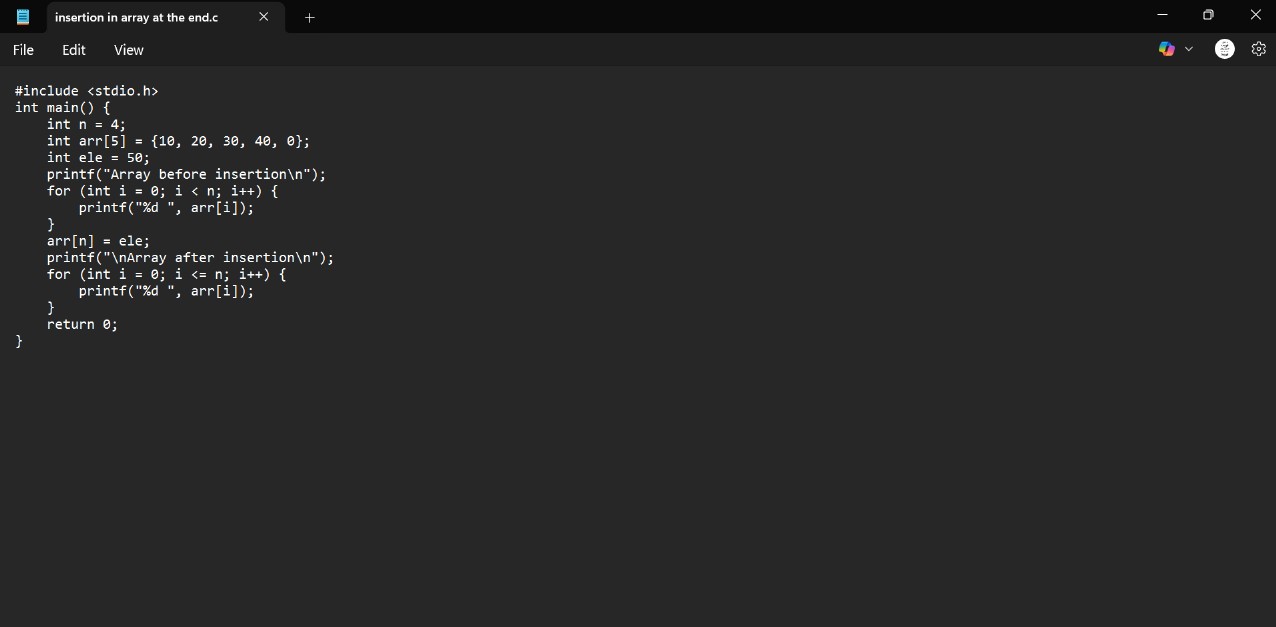 insertion in array at the end.c
File Edit View
#include <stdio.h>
int main() {
    int n = 4;
    int arr[5] = {10, 20, 30, 40, 0};
    int ele = 50;
    printf("Array before insertion\n");
    for (int i = 0; i < n; i++) {
        printf("%d ", arr[i]);
    }
    arr[n] = ele;
    printf("\nArray after insertion\n");
    for (int i = 0; i <= n; i++) {
        printf("%d ", arr[i]);
    }
    return 0;
}